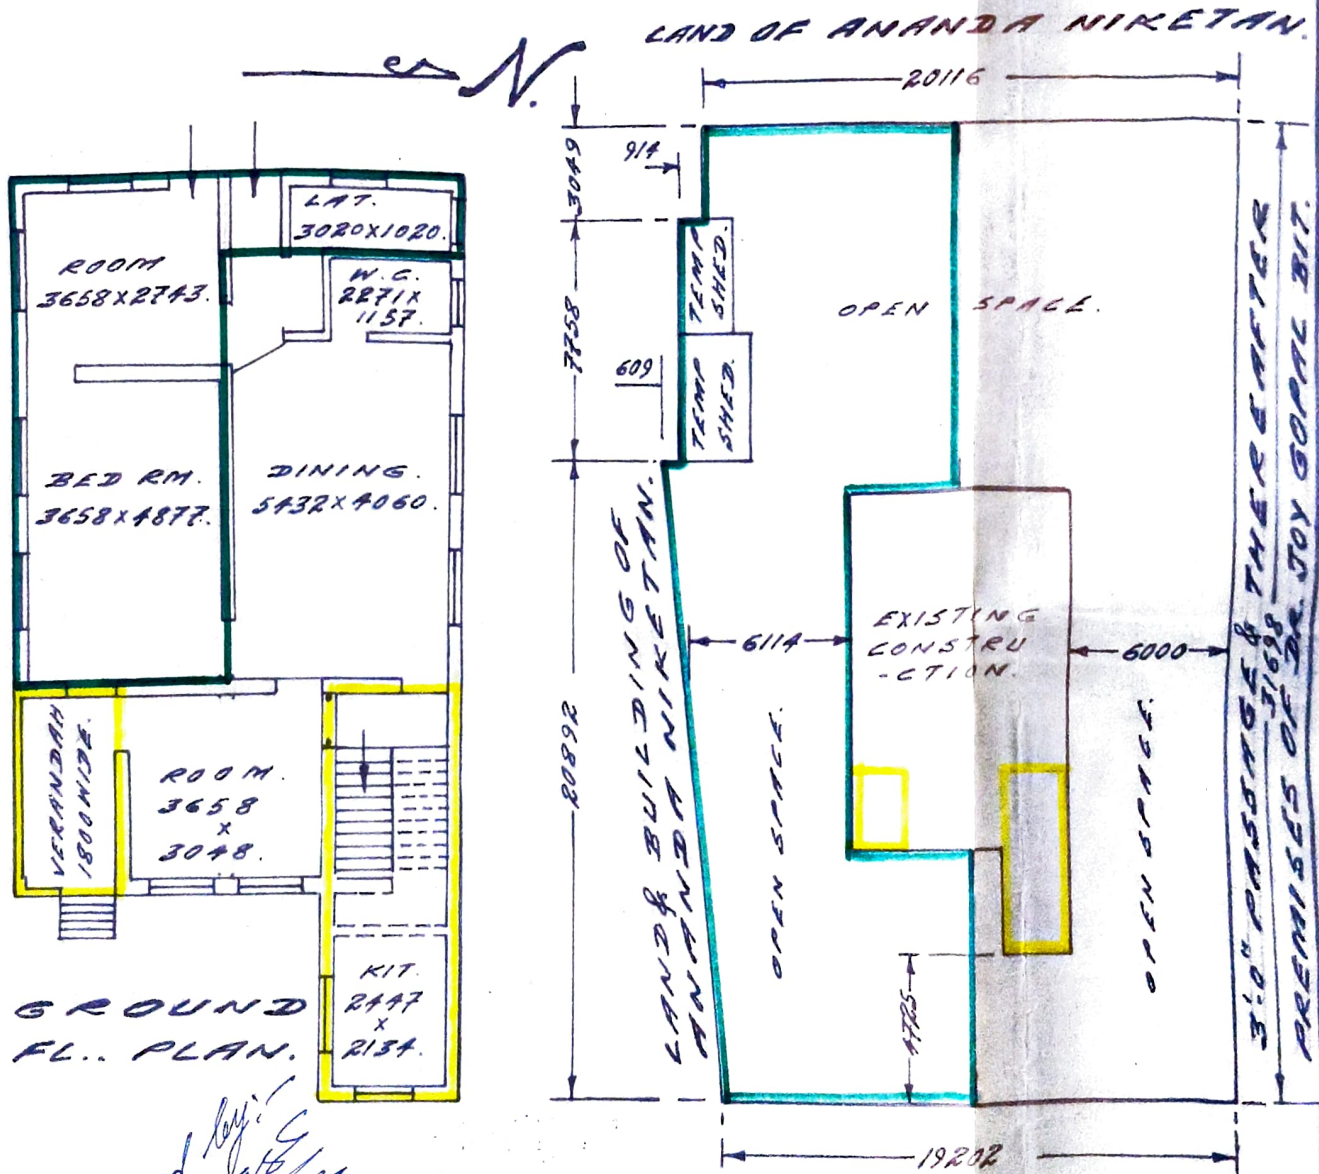 LAND OF ANANDA NIKETAN.
N.
20116
3049
914
LAT.
3020X1020.
ROOM
3658X2743.
W.C.
2271X
1157.
TEMP
SHED.
OPEN SPACE.
7758
609
TEMP
SHED.
BED RM.
3658X4877.
DINING.
5432X4060.
LAND & BUILDING OF
ANANDA NIKETAN.
EXISTING
CONSTRU
-CTION.
6114
6000
3'-0" PASSAGE & THEREAFTER
31698
PREMISES OF DR. JOY GOPAL BIT.
VERANDAH
1800 WIDE.
ROOM.
3658
X
3048.
20892
OPEN SPACE.
OPEN SPACE.
4725
KIT.
2447
X
2134.
GROUND
FL.. PLAN.
by:
19202